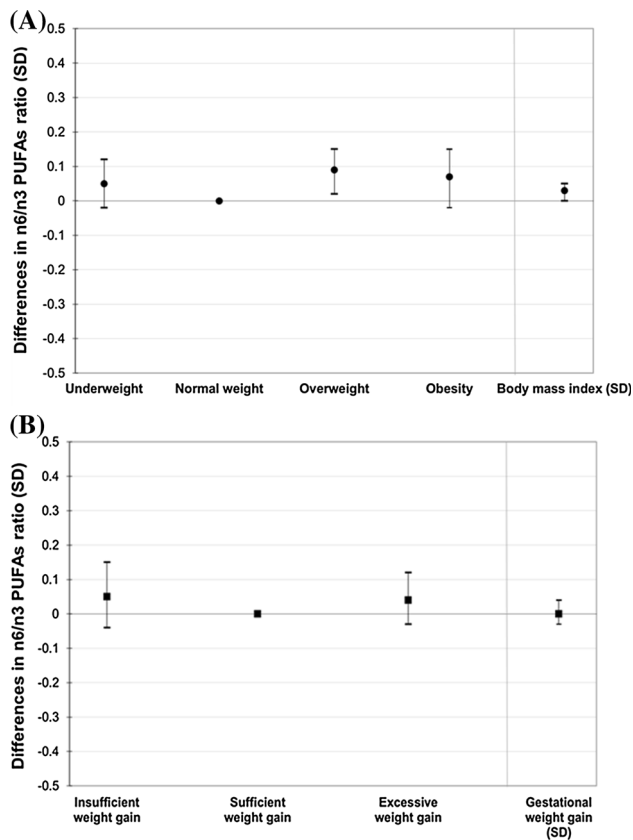 (A)
Differences in n6/n3 PUFAs ratio (SD)
0.5
0.4
0.3
0.2
0.1
0
-0.1
-0.2
-0.3
-0.4
-0.5
Underweight Normal weight Overweight Obesity Body mass index (SD)
(B)
Differences in n6/n3 PUFAs ratio (SD)
0.5
0.4
0.3
0.2
0.1
0
-0.1
-0.2
-0.3
-0.4
-0.5
Insufficient Sufficient Excessive Gestational
weight gain weight gain weight gain weight gain
(SD)